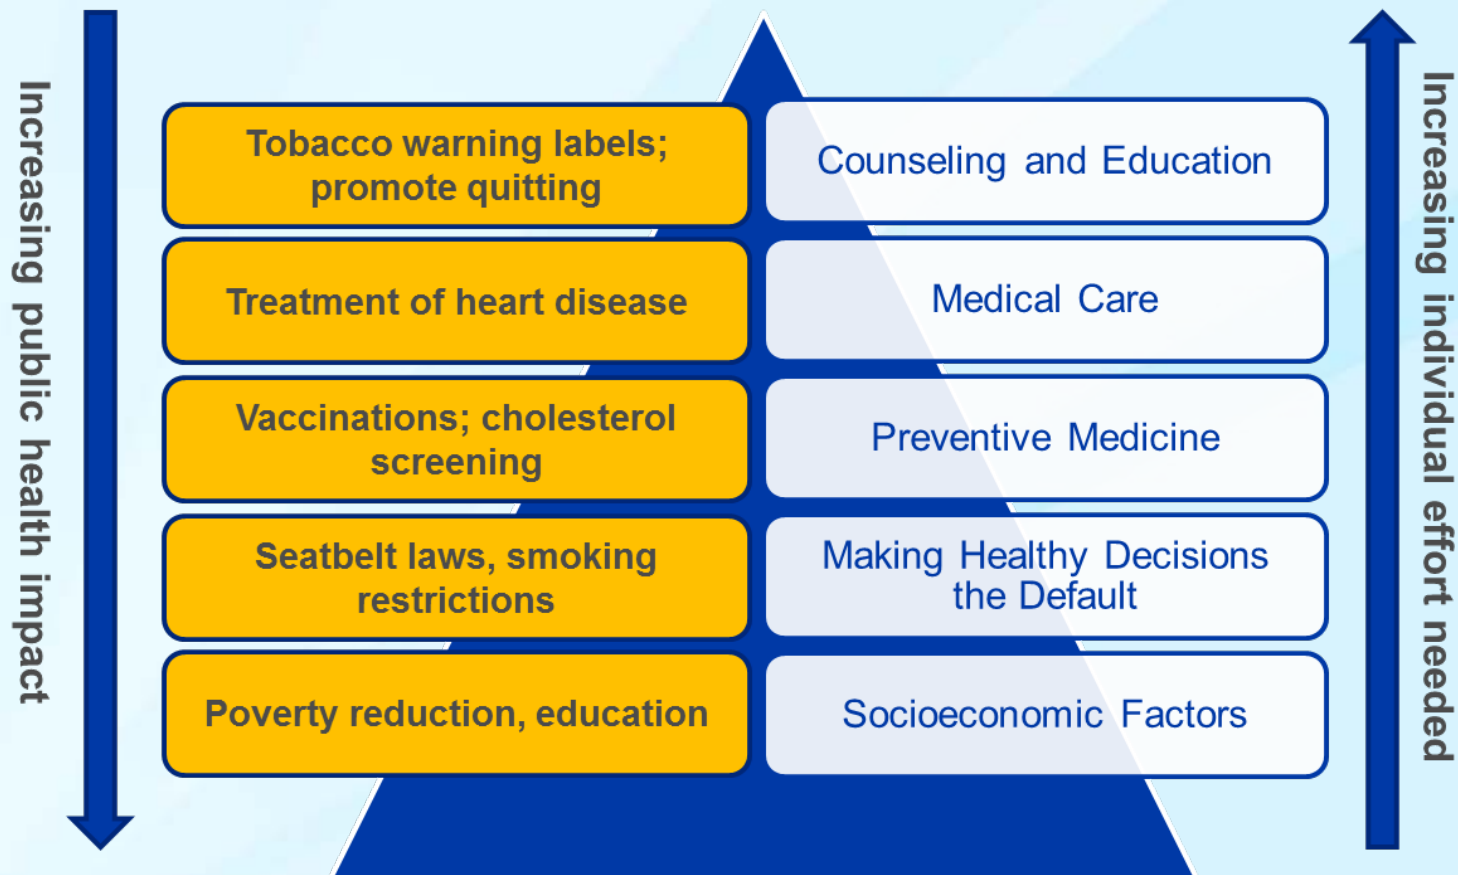 Increasing public health impact
Tobacco warning labels;
promote quitting
Counseling and Education
Treatment of heart disease
Medical Care
Vaccinations; cholesterol
screening
Preventive Medicine
Seatbelt laws, smoking
restrictions
Making Healthy Decisions
the Default
Poverty reduction, education
Socioeconomic Factors
Increasing individual effort needed